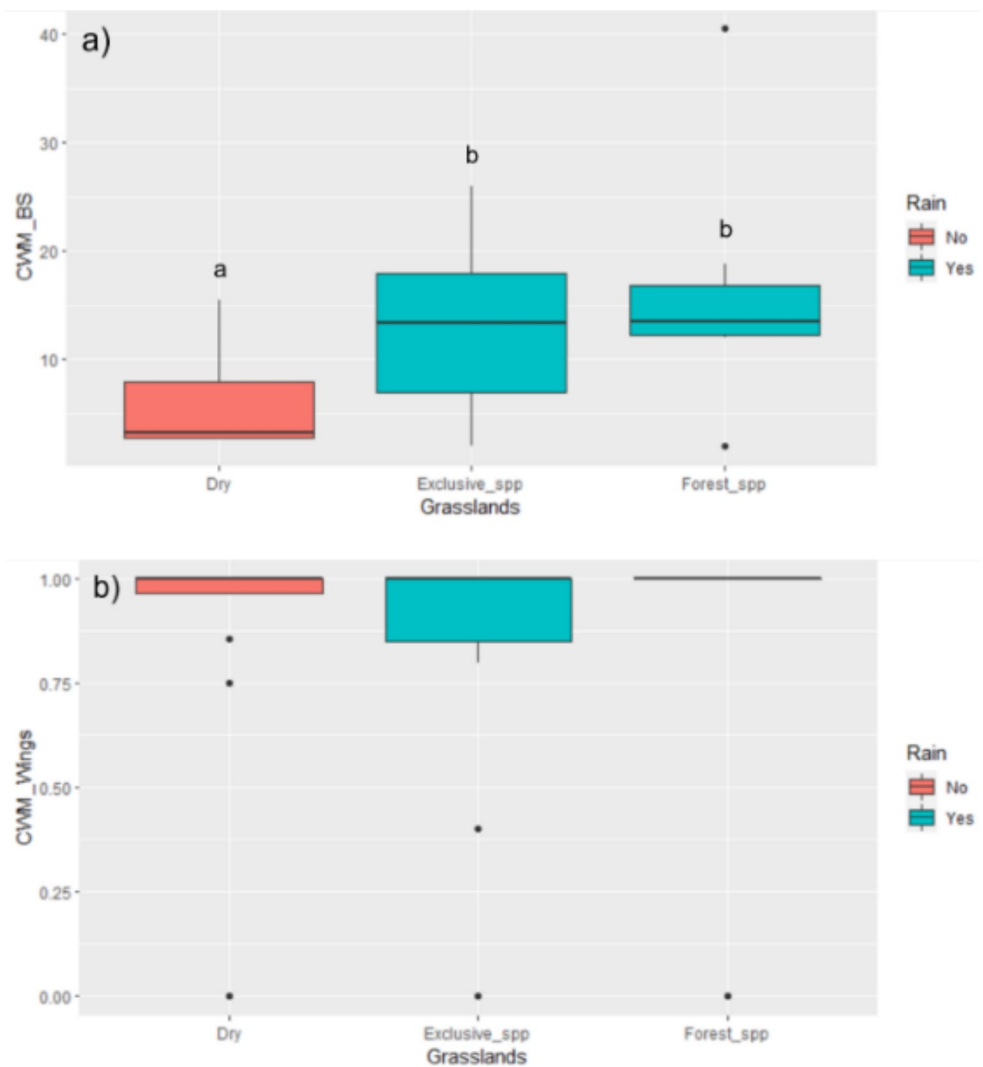 a)
40
30
20
10
CWM_BS
a
b
b
Dry
Exclusive_spp
Forest_spp
Grasslands
Rain
No
Yes
b)
1.00
0.75
0.50
0.25
0.00
CWM_Wings
Dry
Exclusive_spp
Forest_spp
Grasslands
Rain
No
Yes